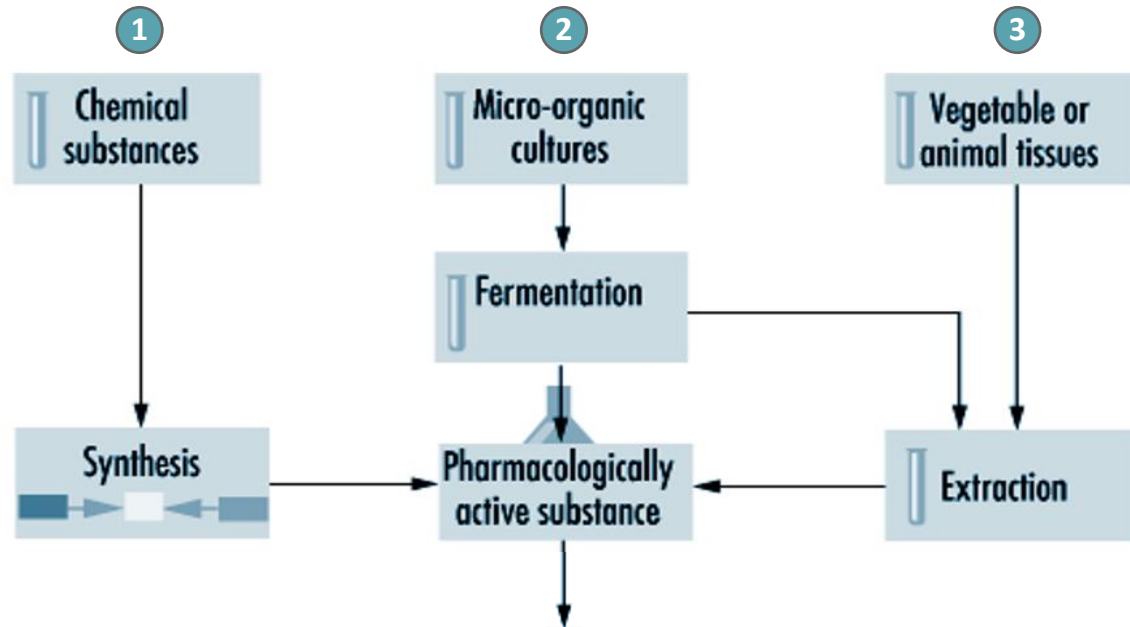 1
2
3
Chemical
substances
Micro-organic
cultures
Vegetable or
animal tissues
Fermentation
Synthesis
Pharmacologically
active substance
Extraction